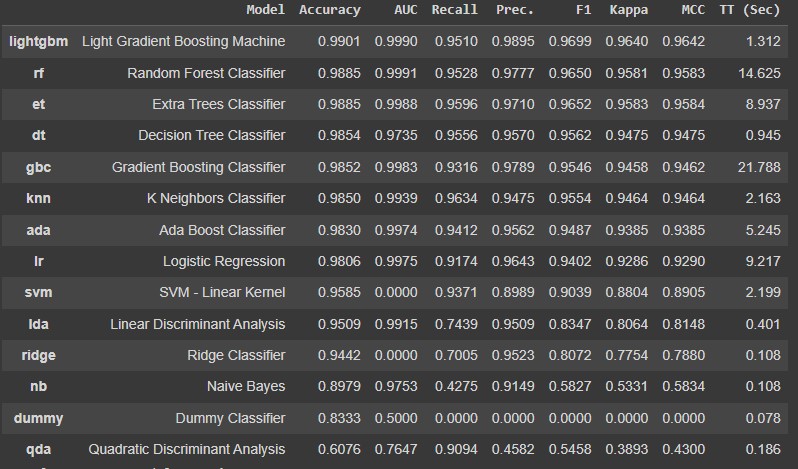 Model Accuracy AUC Recall Prec. F1 Kappa MCC TT (Sec)
lightgbm Light Gradient Boosting Machine 0.9901 0.9990 0.9510 0.9895 0.9699 0.9640 0.9642 1.312
rf Random Forest Classifier 0.9885 0.9991 0.9528 0.9777 0.9650 0.9581 0.9583 14.625
et Extra Trees Classifier 0.9885 0.9988 0.9596 0.9710 0.9652 0.9583 0.9584 8.937
dt Decision Tree Classifier 0.9854 0.9735 0.9556 0.9570 0.9562 0.9475 0.9475 0.945
gbc Gradient Boosting Classifier 0.9852 0.9983 0.9316 0.9789 0.9546 0.9458 0.9462 21.788
knn K Neighbors Classifier 0.9850 0.9939 0.9634 0.9475 0.9554 0.9464 0.9464 2.163
ada Ada Boost Classifier 0.9830 0.9974 0.9412 0.9562 0.9487 0.9385 0.9385 5.245
lr Logistic Regression 0.9806 0.9975 0.9174 0.9643 0.9402 0.9286 0.9290 9.217
svm SVM - Linear Kernel 0.9585 0.0000 0.9371 0.8989 0.9039 0.8804 0.8905 2.199
lda Linear Discriminant Analysis 0.9509 0.9915 0.7439 0.9509 0.8347 0.8064 0.8148 0.401
ridge Ridge Classifier 0.9442 0.0000 0.7005 0.9523 0.8072 0.7754 0.7880 0.108
nb Naive Bayes 0.8979 0.9753 0.4275 0.9149 0.5827 0.5331 0.5834 0.108
dummy Dummy Classifier 0.8333 0.5000 0.0000 0.0000 0.0000 0.0000 0.0000 0.078
qda Quadratic Discriminant Analysis 0.6076 0.7647 0.9094 0.4582 0.5458 0.3893 0.4300 0.186